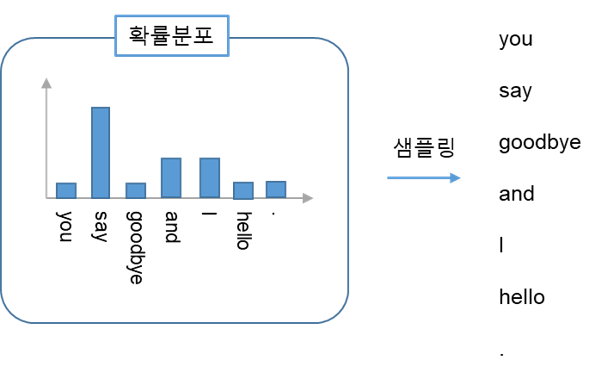 확률분포
you
say
goodbye
and
I
hello
.
샘플링
you
say
goodbye
and
I
hello
.